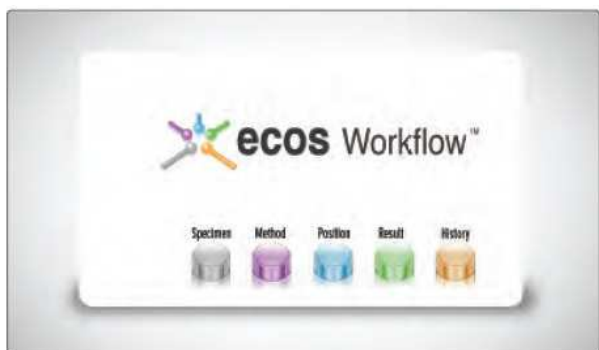 ecos Workflow™
Specimen Method Position Result History